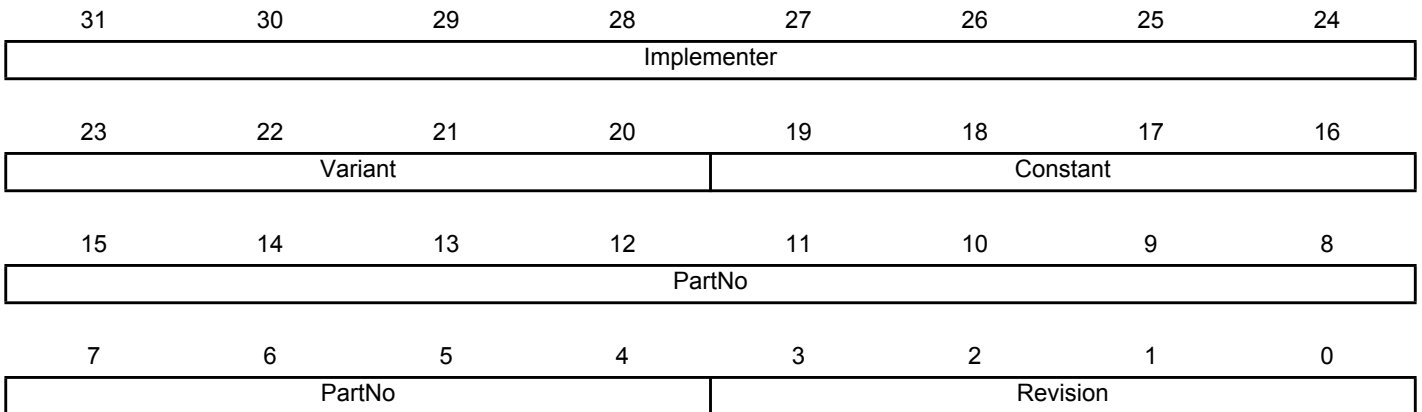 31 30 29 28 27 26 25 24
Implementer
23 22 21 20 19 18 17 16
Variant Constant
15 14 13 12 11 10 9 8
PartNo
7 6 5 4 3 2 1 0
PartNo Revision